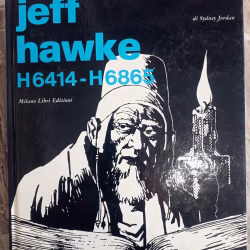 jeff
di Sydney Jordan
hawke
H6414-H6865
Milano Libri Edizioni